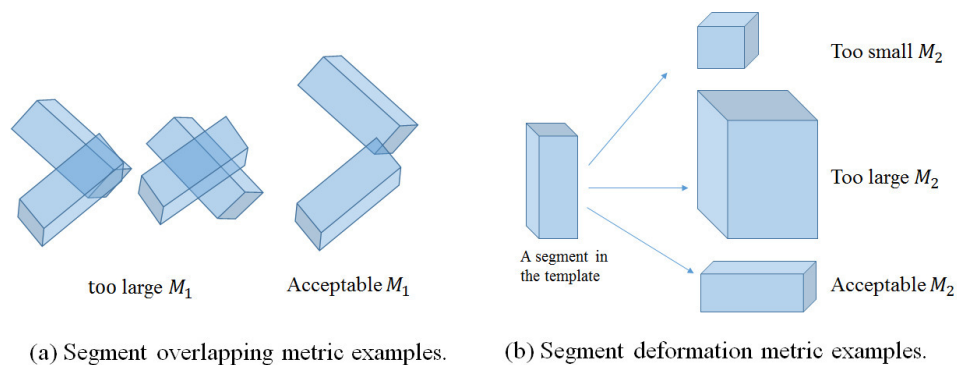 too large M₁
Acceptable M₁
(a) Segment overlapping metric examples.
A segment in
the template
Too small M₂
Too large M₂
Acceptable M₂
(b) Segment deformation metric examples.